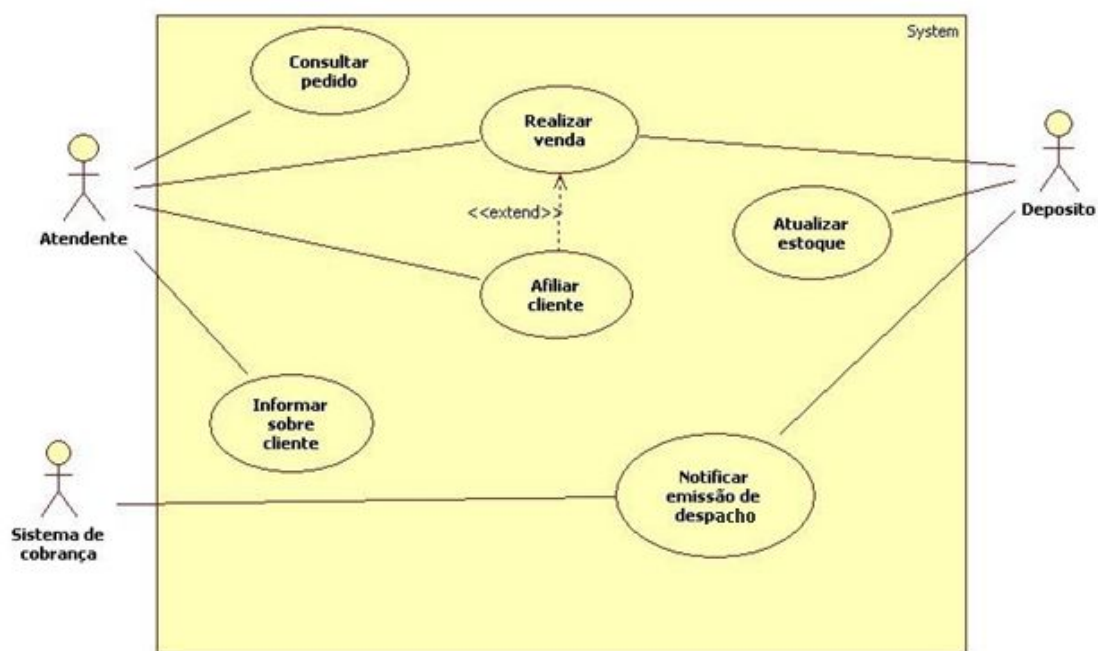 System
Consultar
pedido
Realizar
venda
<<extend>>
Atendente
Deposito
Atualizar
estoque
Afiliar
cliente
Informar
sobre
cliente
Notificar
emissão de
despacho
Sistema de
cobrança